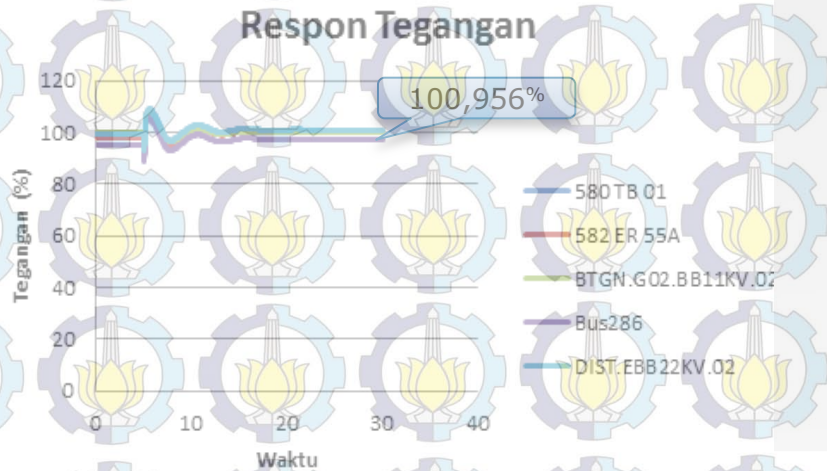 Respon Tegangan
120
100,956%
100
80
60
40
20
0
Tegangan (%)
0 10 20 30 40
Waktu
580 TB 01
582 ER 55A
BTGN.G02.BB11KV.02
Bus286
DIST.EBB22KV.02